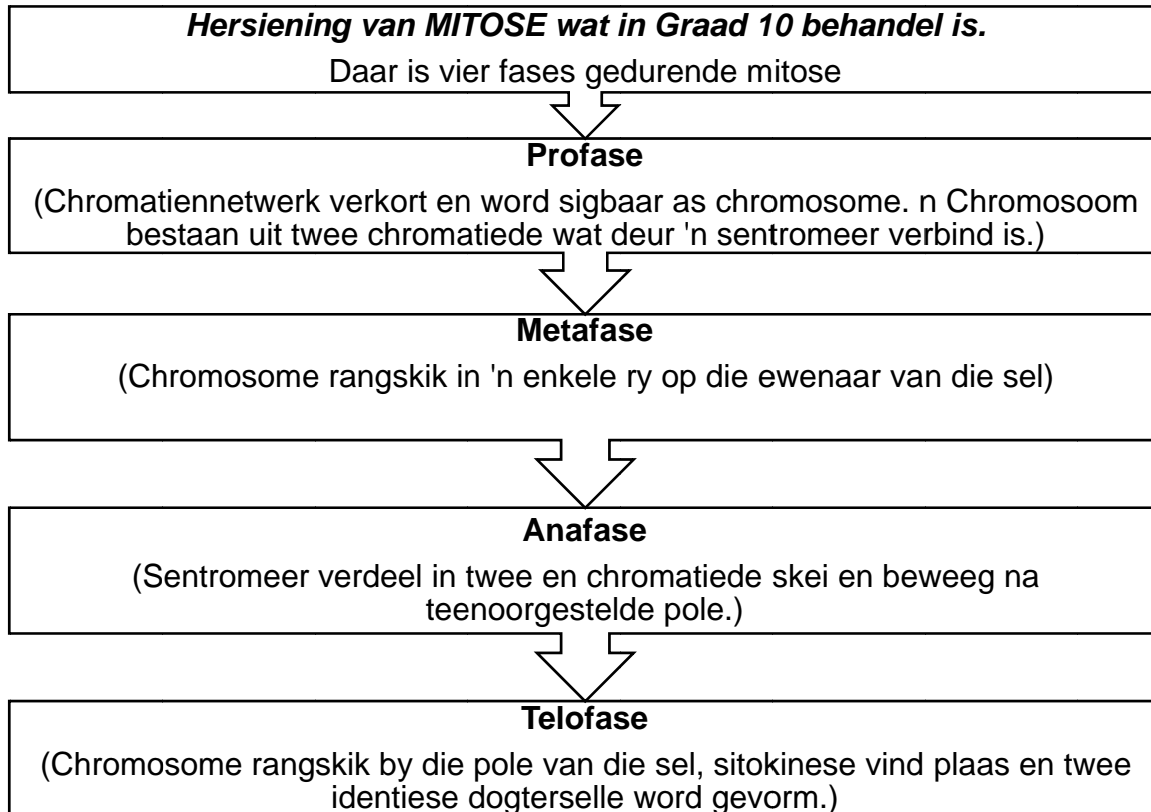 Hersiening van MITOSE wat in Graad 10 behandel is.
Daar is vier fases gedurende mitose
Profase
(Chromatiennetwerk verkort en word sigbaar as chromosome. n Chromosoom
bestaan uit twee chromatiede wat deur 'n sentromeer verbind is.)
Metafase
(Chromosome rangskik in 'n enkele ry op die ewenaar van die sel)
Anafase
(Sentromeer verdeel in twee en chromatiede skei en beweeg na
teenoorgestelde pole.)
Telofase
(Chromosome rangskik by die pole van die sel, sitokinese vind plaas en twee
identiese dogterselle word gevorm.)